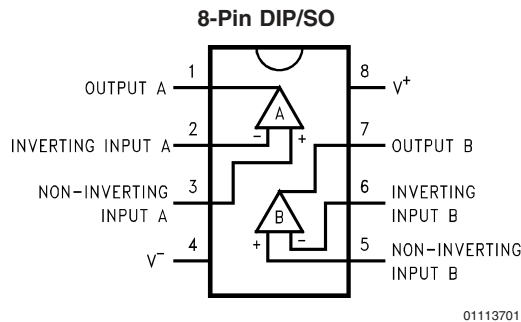 8-Pin DIP/SO
1
OUTPUT A
8
V+
A
2
INVERTING INPUT A
- +
7
OUTPUT B
3
NON-INVERTING
INPUT A
6
INVERTING
INPUT B
B
4
V-
+ -
5
NON-INVERTING
INPUT B
01113701